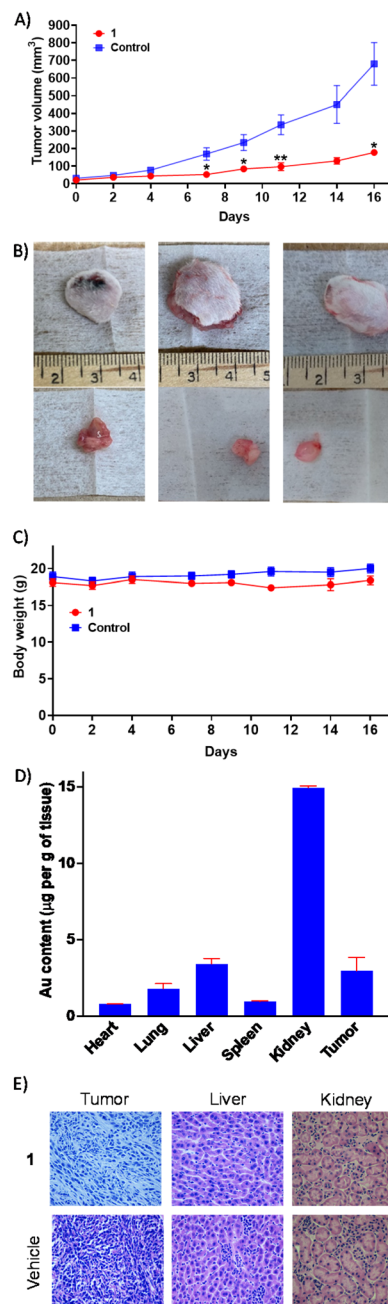 A)
1
Control
Tumor volume (mm³)
900
800
700
600
500
400
300
200
100
0
* * ** *
0 2 4 6 8 10 12 14 16
Days
B)
2 3 4
3 4 5
2 3
C)
Body weight (g)
20
15
10
5
0
1
Control
0 2 4 6 8 10 12 14 16
Days
D)
Au content (µg per g of tissue)
15
10
5
0
Heart Lung Liver Spleen Kidney Tumor
E)
Tumor Liver Kidney
1
Vehicle